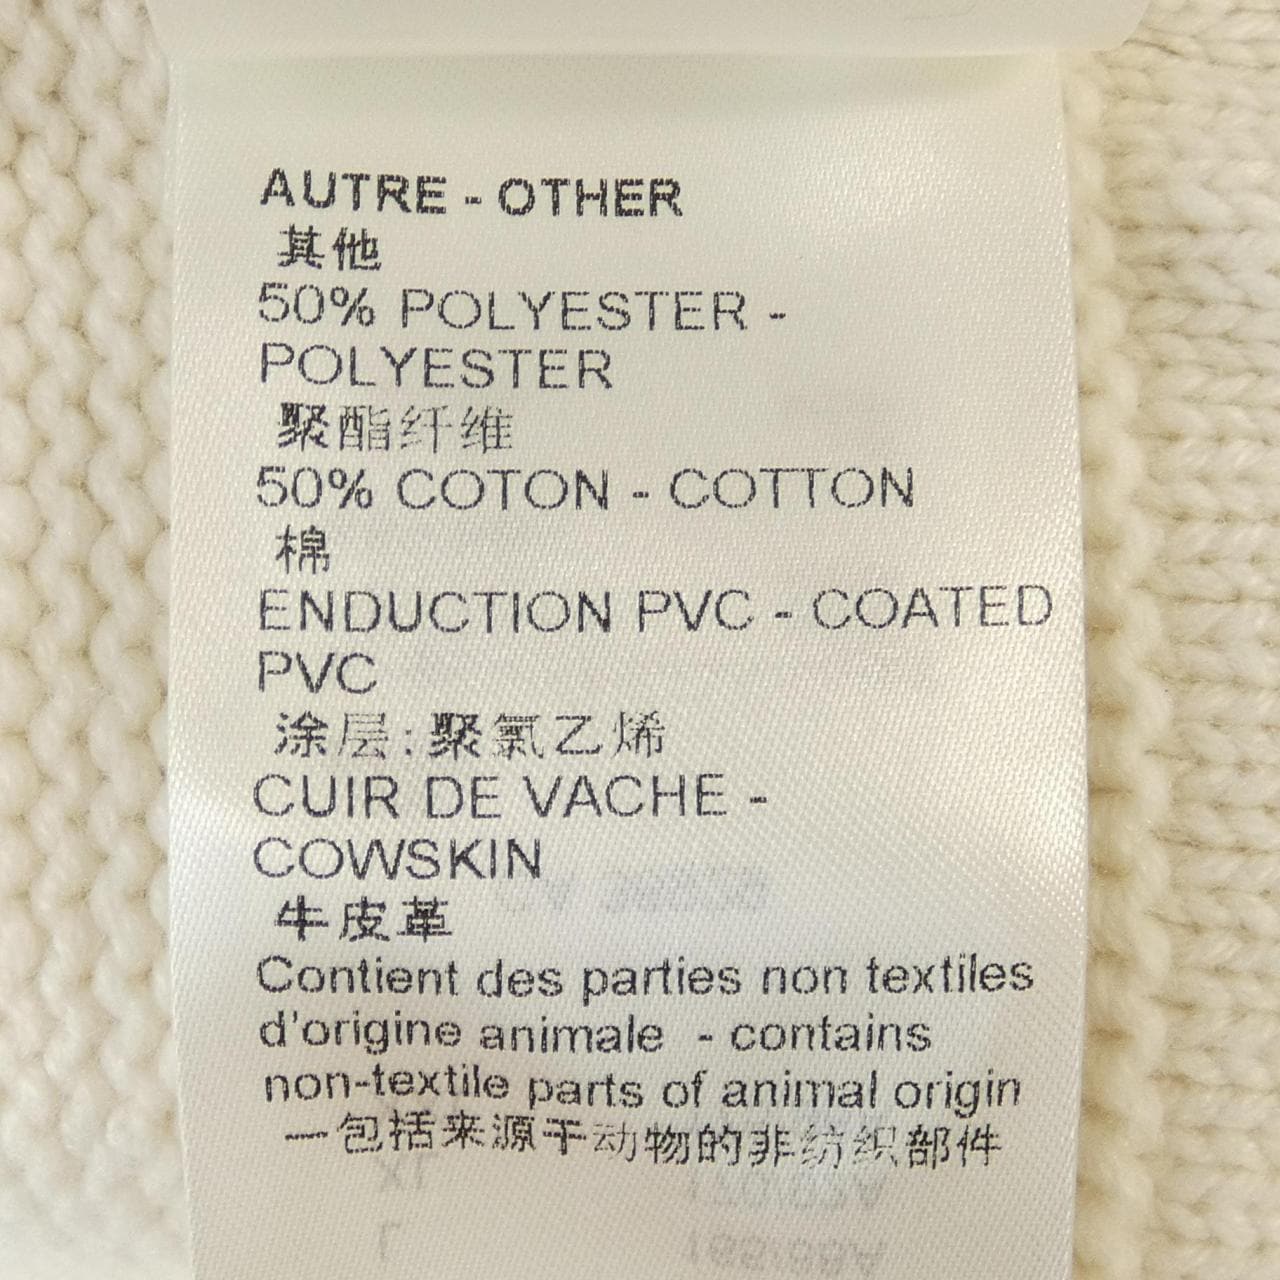 AUTRE - OTHER
其他
50% POLYESTER -
POLYESTER
聚酯纤维
50% COTON - COTTON
棉
ENDUCTION PVC - COATED
PVC
涂层:聚氯乙烯
CUIR DE VACHE -
COWSKIN
牛皮革
Contient des parties non textiles
d'origine animale - contains
non-textile parts of animal origin
一包括来源于动物的非纺织部件